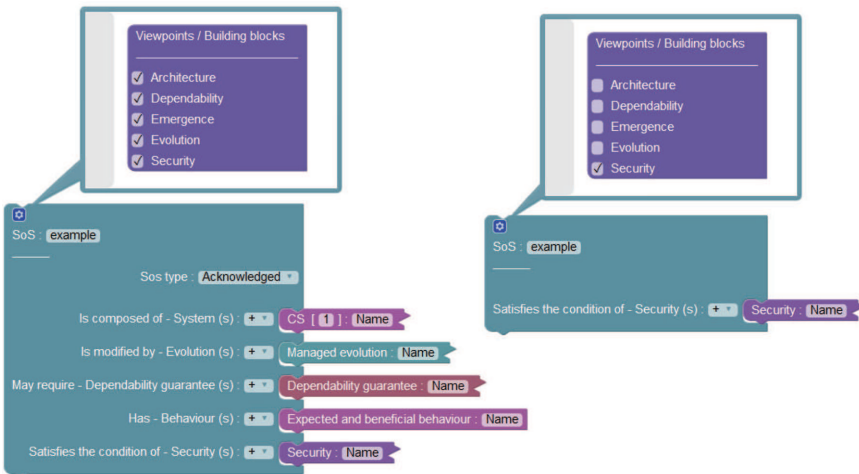 Viewpoints / Building blocks
Architecture
Dependability
Emergence
Evolution
Security
SoS : example
Sos type : Acknowledged
Is composed of - System (s) : + CS [ 1 ] : Name
Is modified by - Evolution (s) : + Managed evolution : Name
May require - Dependability guarantee (s) : + Dependability guarantee : Name
Has - Behaviour (s) : + Expected and beneficial behaviour : Name
Satisfies the condition of - Security (s) : + Security : Name
Viewpoints / Building blocks
Architecture
Dependability
Emergence
Evolution
Security
SoS : example
Satisfies the condition of - Security (s) : + Security : Name